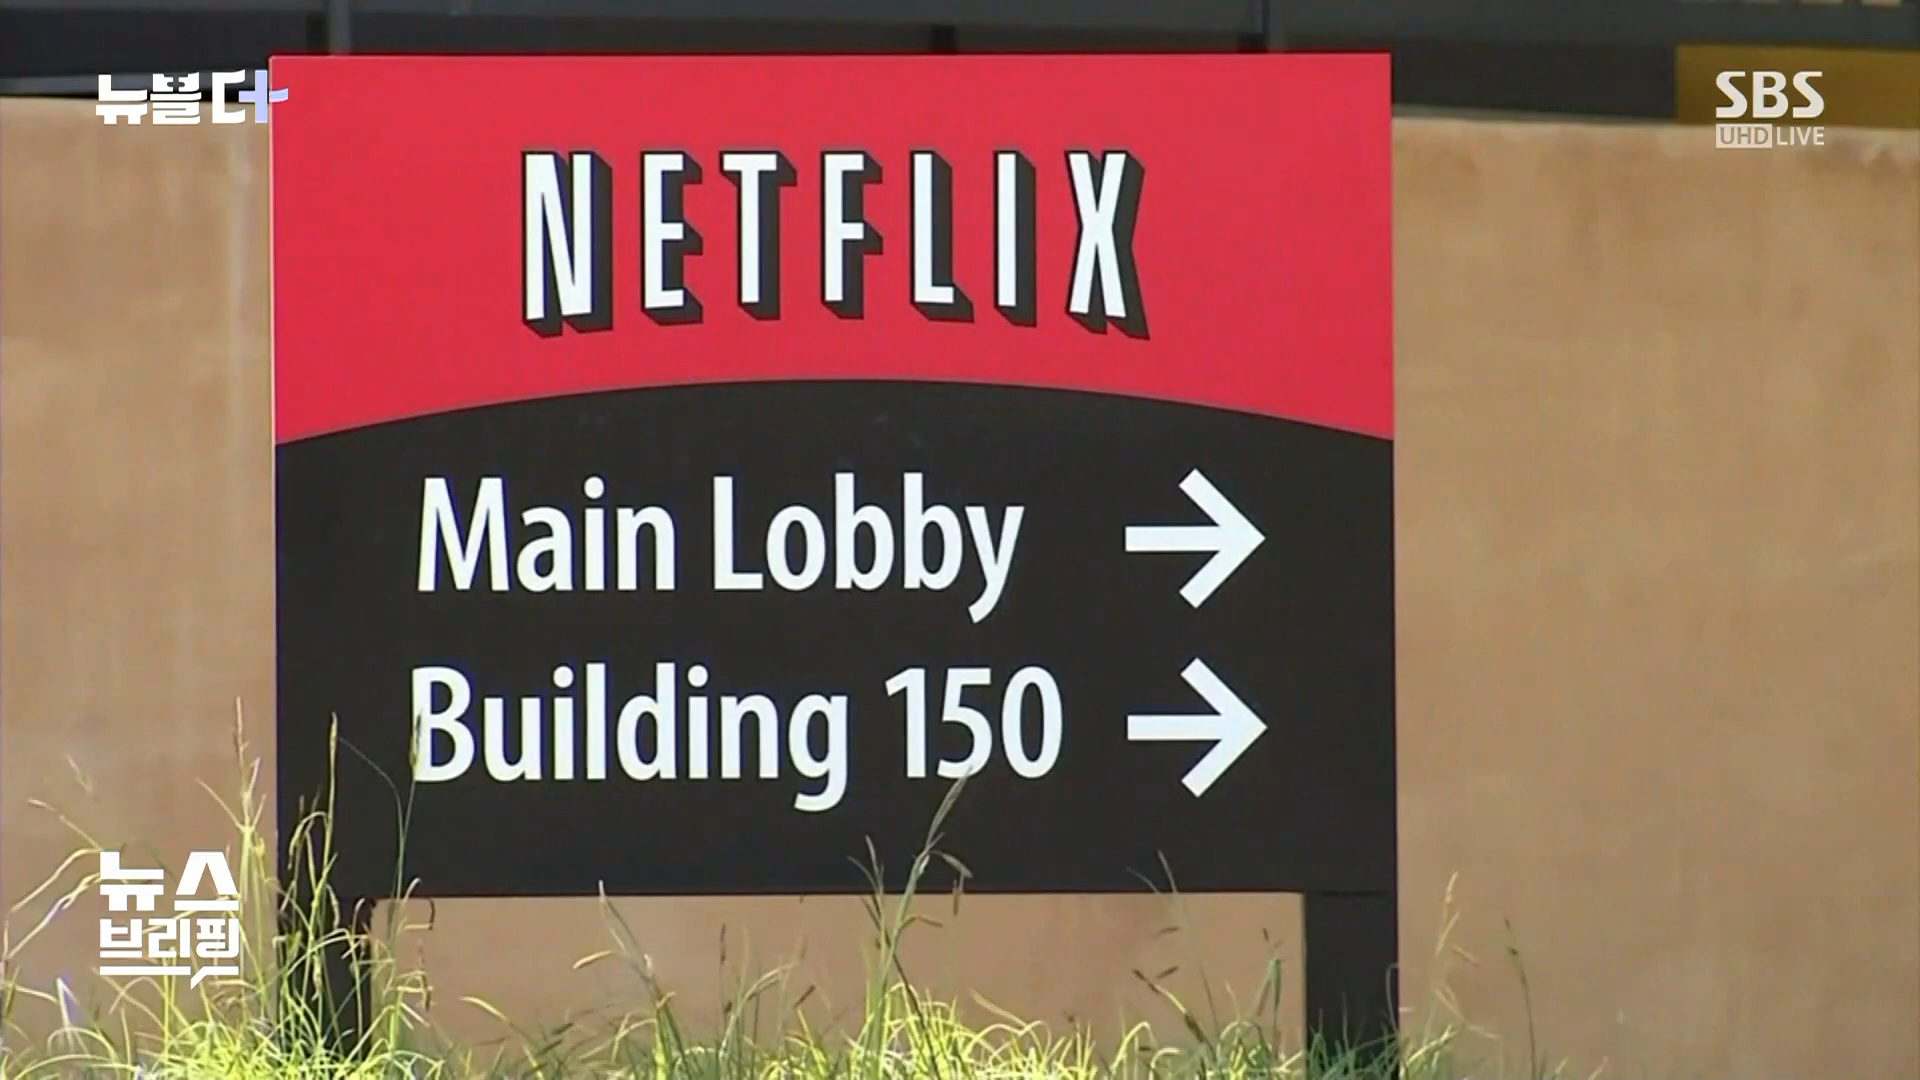 뉴블더
SBS
UHD LIVE
NETFLIX
Main Lobby →
Building 150 →
뉴스
브리핑